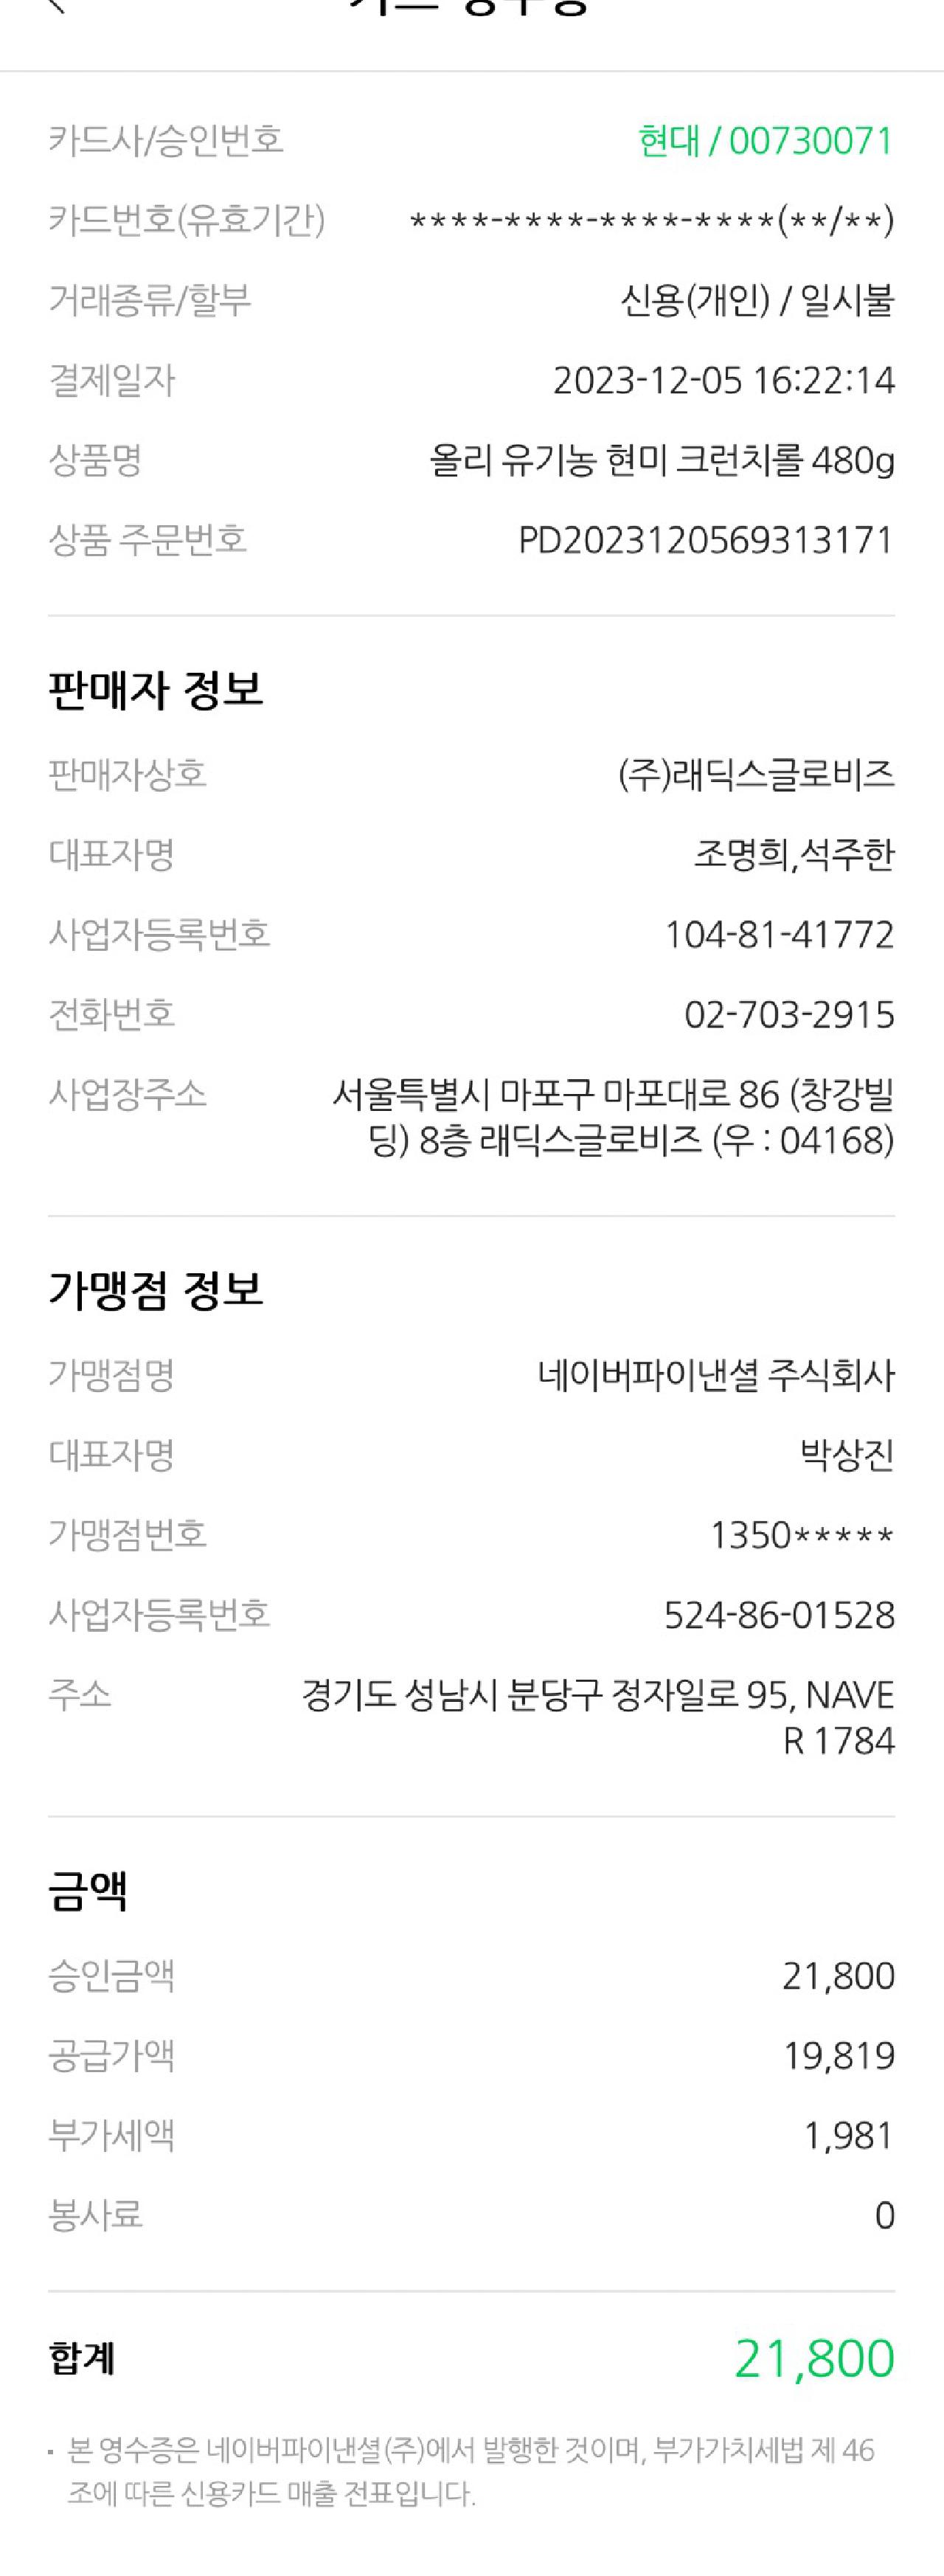 카드사/승인번호 현대 / 00730071
카드번호(유효기간) ****-****-****-****(**/**)
거래종류/할부 신용(개인) / 일시불
결제일자 2023-12-05 16:22:14
상품명 올리 유기농 현미 크런치롤 480g
상품 주문번호 PD2023120569313171
판매자 정보
판매자상호 (주)래딕스글로비즈
대표자명 조명희,석주한
사업자등록번호 104-81-41772
전화번호 02-703-2915
사업장주소 서울특별시 마포구 마포대로 86 (창강빌
딩) 8층 래딕스글로비즈 (우 : 04168)
가맹점 정보
가맹점명 네이버파이낸셜 주식회사
대표자명 박상진
가맹점번호 1350*****
사업자등록번호 524-86-01528
주소 경기도 성남시 분당구 정자일로 95, NAVE
R 1784
금액
승인금액 21,800
공급가액 19,819
부가세액 1,981
봉사료 0
합계 21,800
· 본 영수증은 네이버파이낸셜(주)에서 발행한 것이며, 부가가치세법 제 46
조에 따른 신용카드 매출 전표입니다.